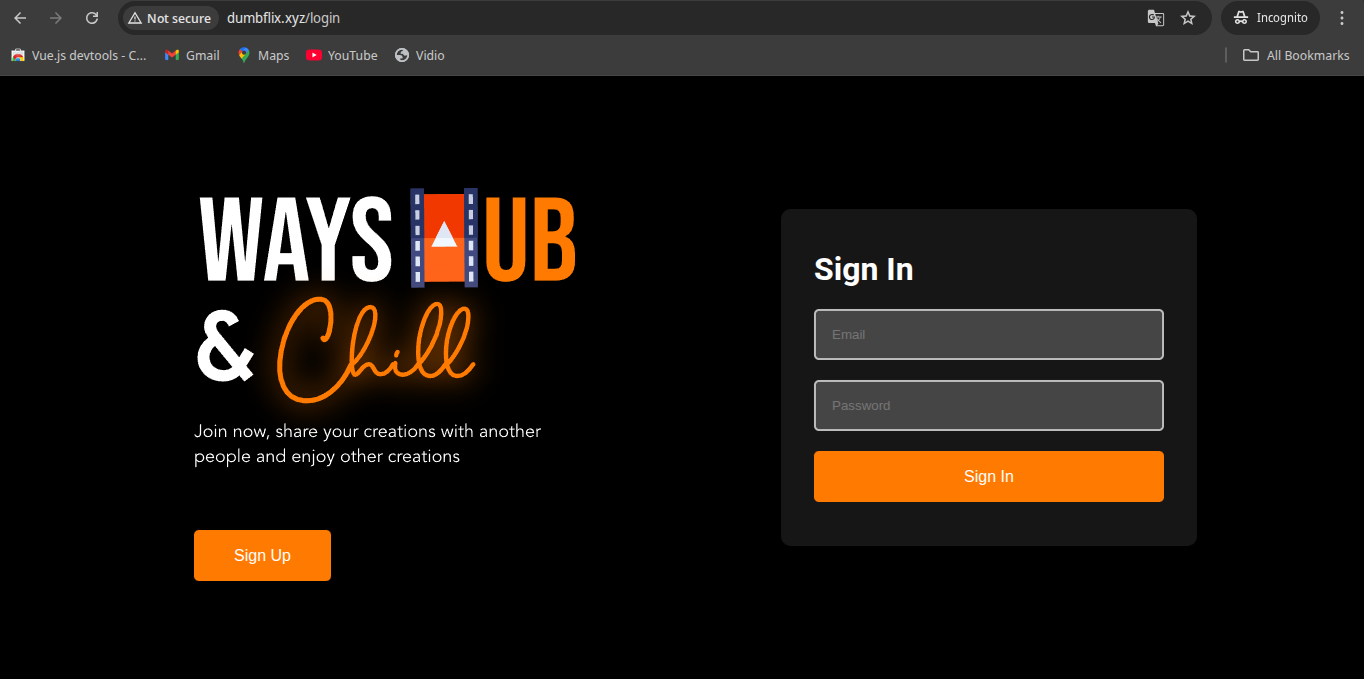 Not secure
dumbflix.xyz/login
Incognito
Vue.js devtools - C...
Gmail
Maps
YouTube
Vidio
All Bookmarks
WAYS HUB
& Chill
Join now, share your creations with another
people and enjoy other creations
Sign Up
Sign In
Email
Password
Sign In